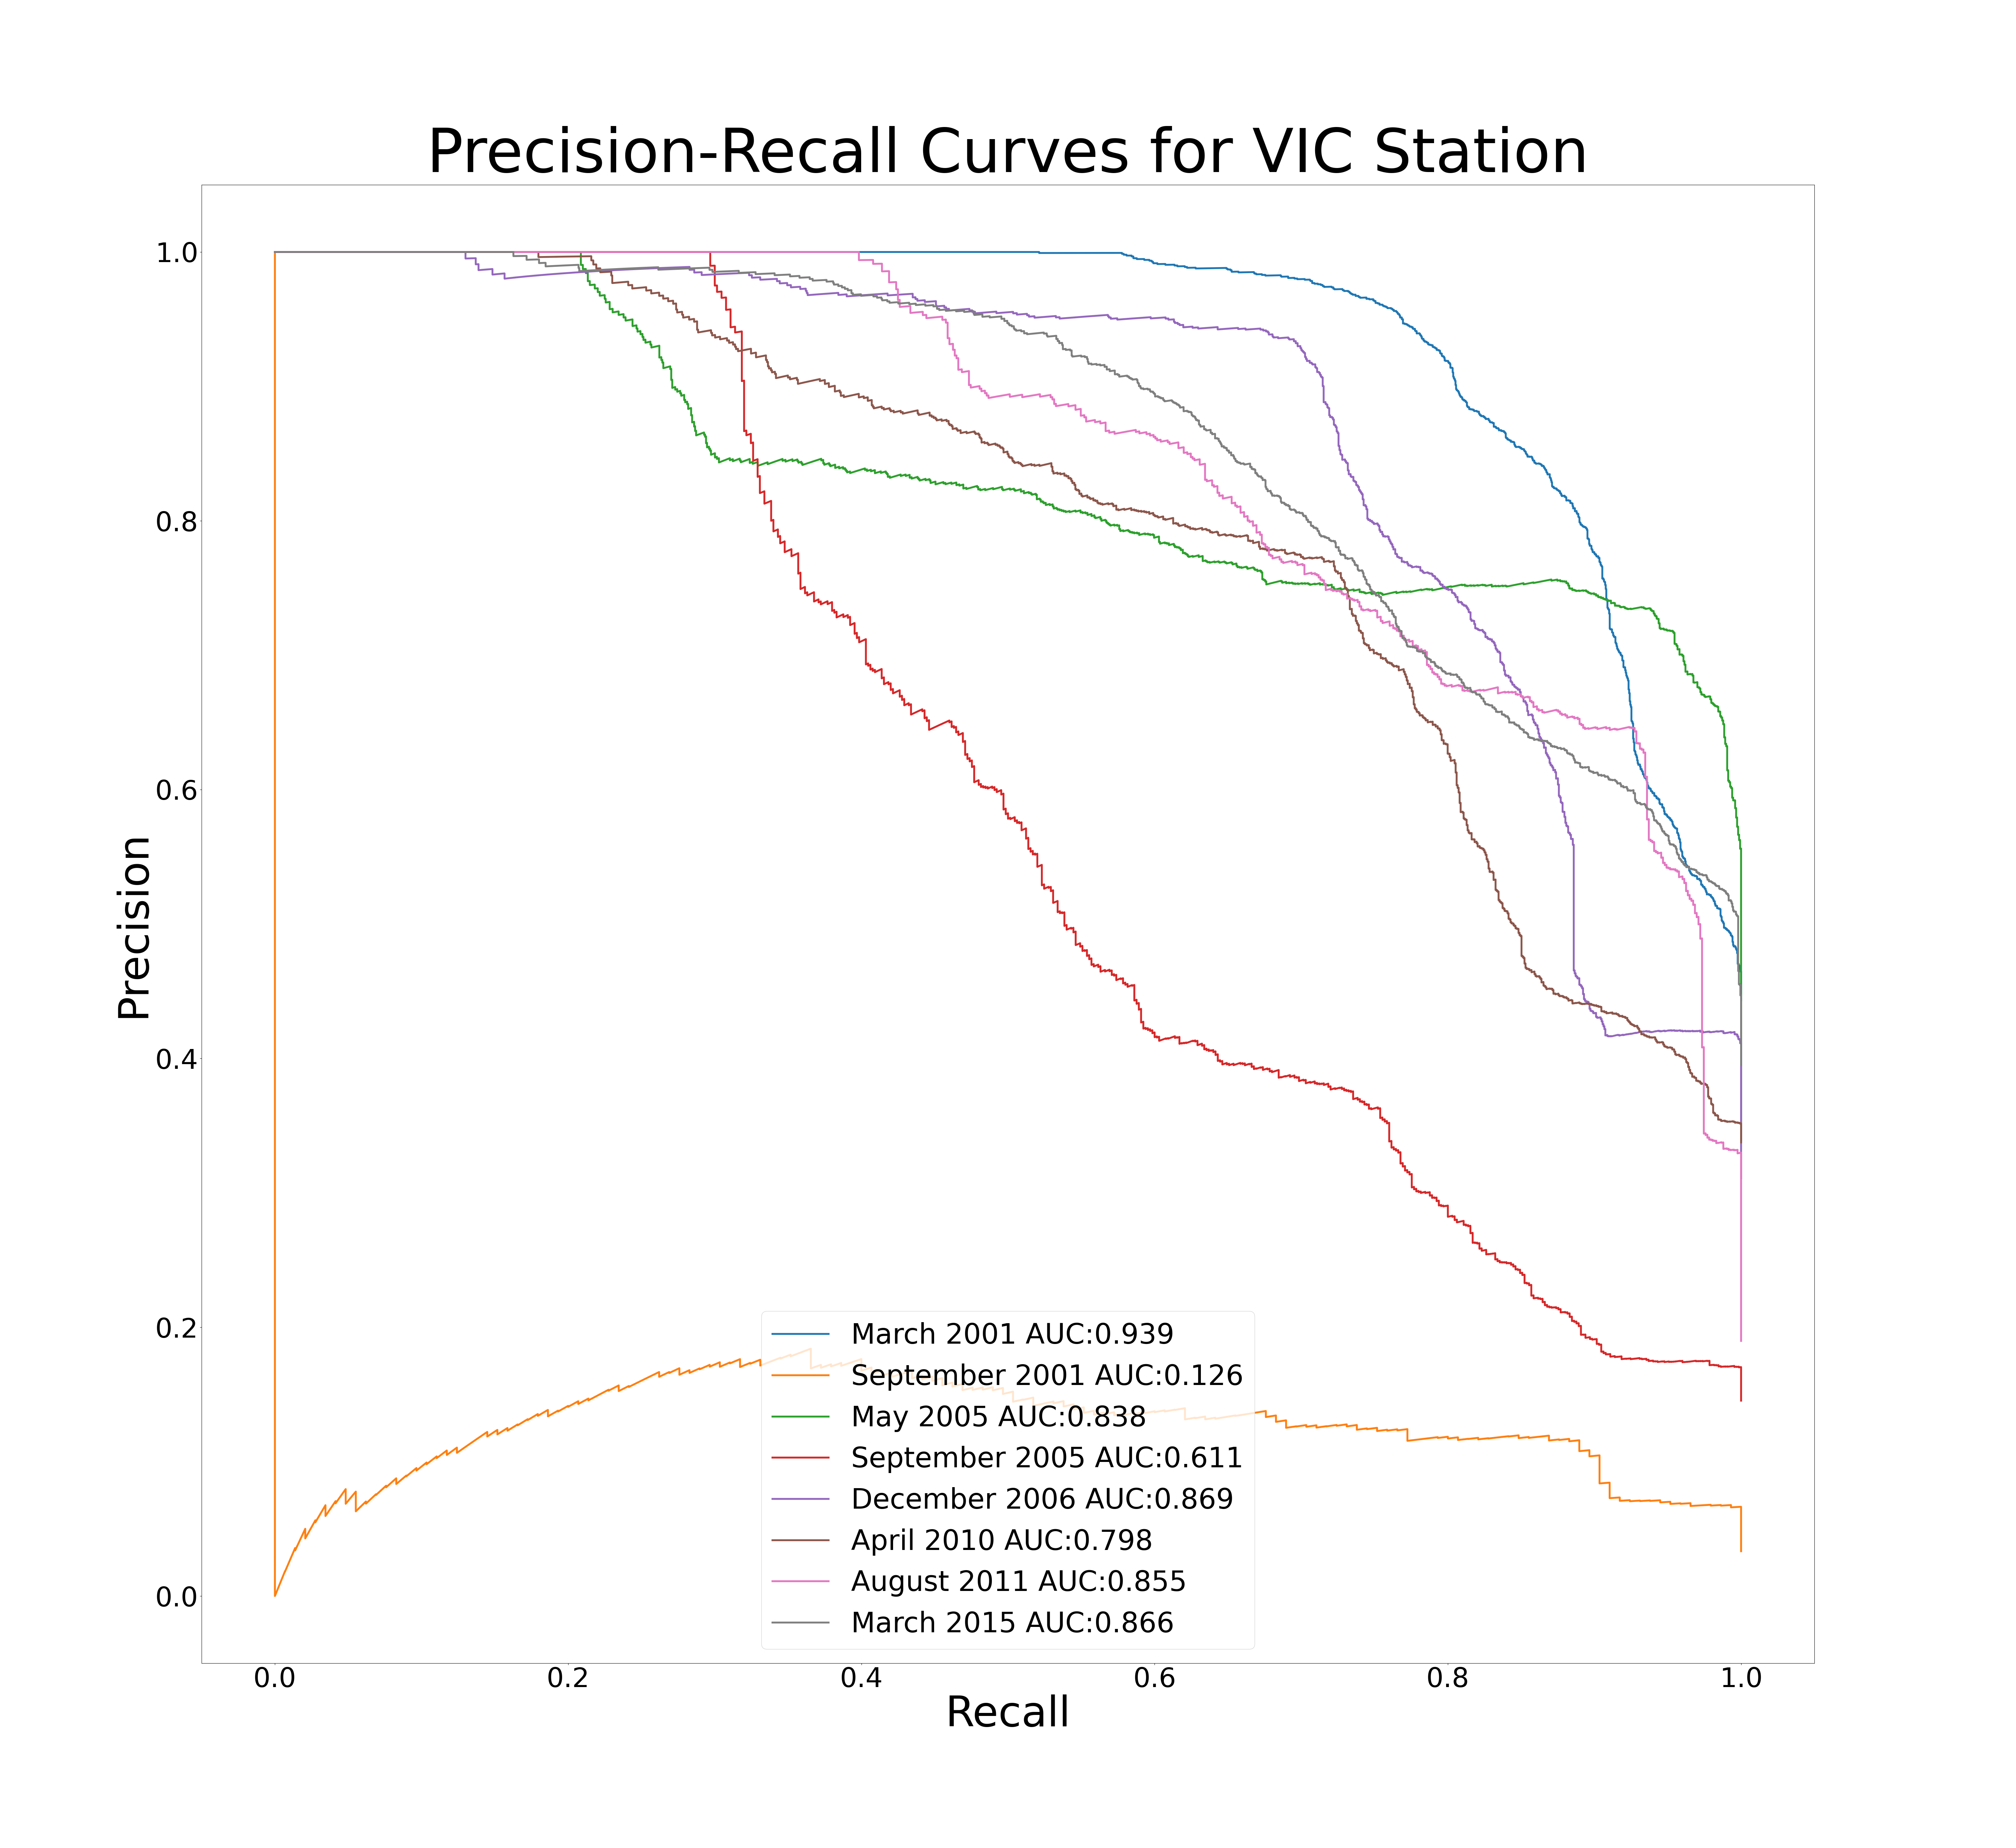 Precision-Recall Curves for VIC Station
1.0
0.8
0.6
0.4
0.2
0.0
Precision
March 2001 AUC:0.939
September 2001 AUC:0.126
May 2005 AUC:0.838
September 2005 AUC:0.611
December 2006 AUC:0.869
April 2010 AUC:0.798
August 2011 AUC:0.855
March 2015 AUC:0.866
0.0 0.2 0.4 0.6 0.8 1.0
Recall